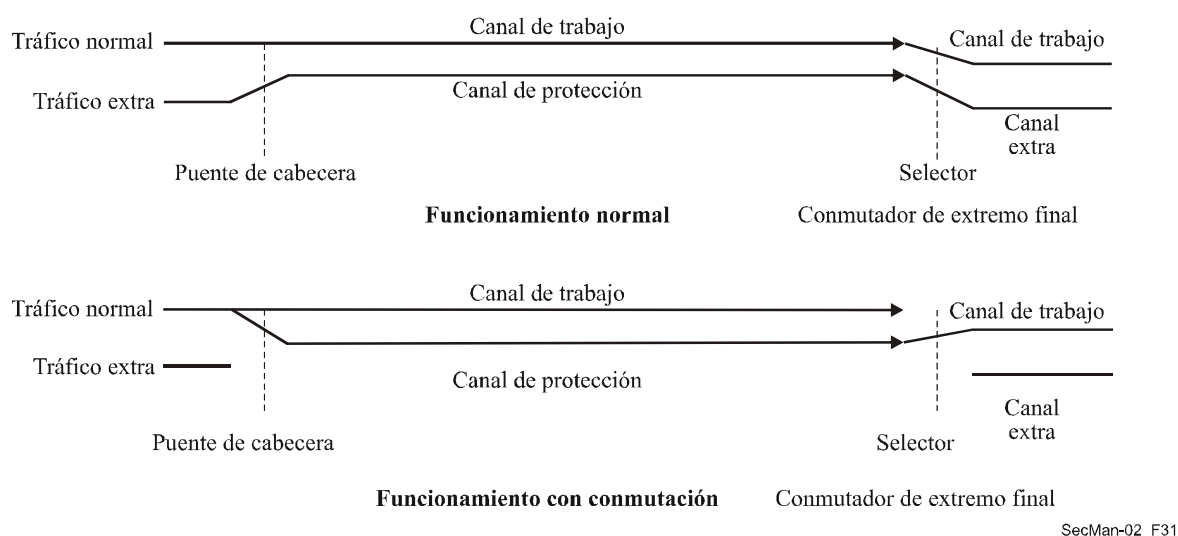 Canal de trabajo
Tráfico normal
Canal de trabajo
Tráfico extra
Canal de protección
Canal
extra
Puente de cabecera
Selector
Funcionamiento normal
Conmutador de extremo final
Canal de trabajo
Tráfico normal
Canal de trabajo
Tráfico extra
Canal de protección
Canal
extra
Puente de cabecera
Selector
Funcionamiento con conmutación
Conmutador de extremo final
SecMan-02_F31